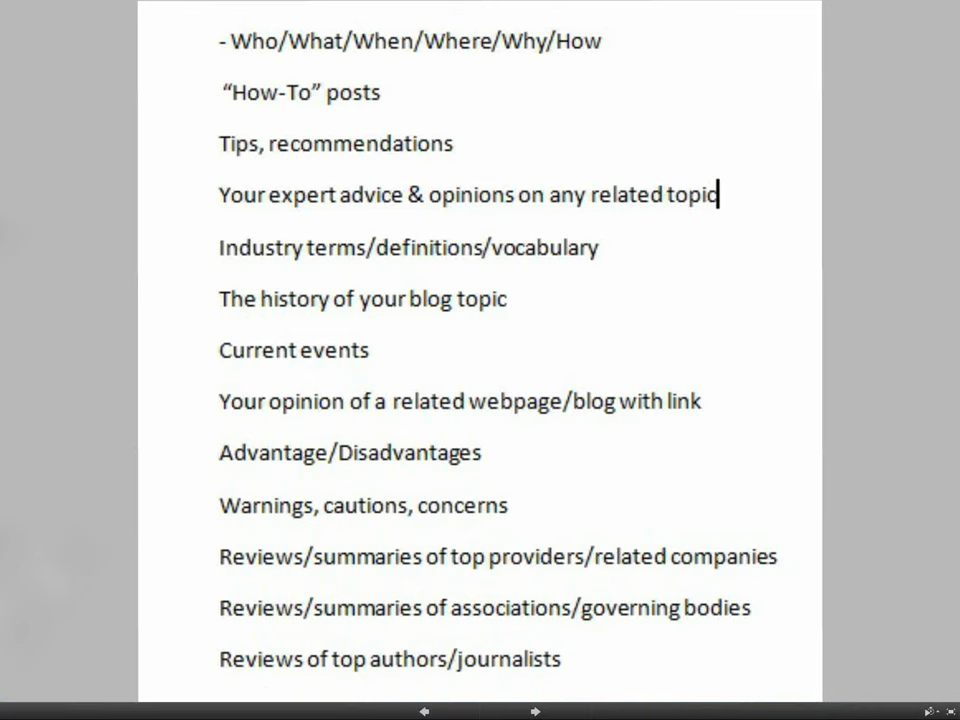 - Who/What/When/Where/Why/How
“How-To” posts
Tips, recommendations
Your expert advice & opinions on any related topic
Industry terms/definitions/vocabulary
The history of your blog topic
Current events
Your opinion of a related webpage/blog with link
Advantage/Disadvantages
Warnings, cautions, concerns
Reviews/summaries of top providers/related companies
Reviews/summaries of associations/governing bodies
Reviews of top authors/journalists